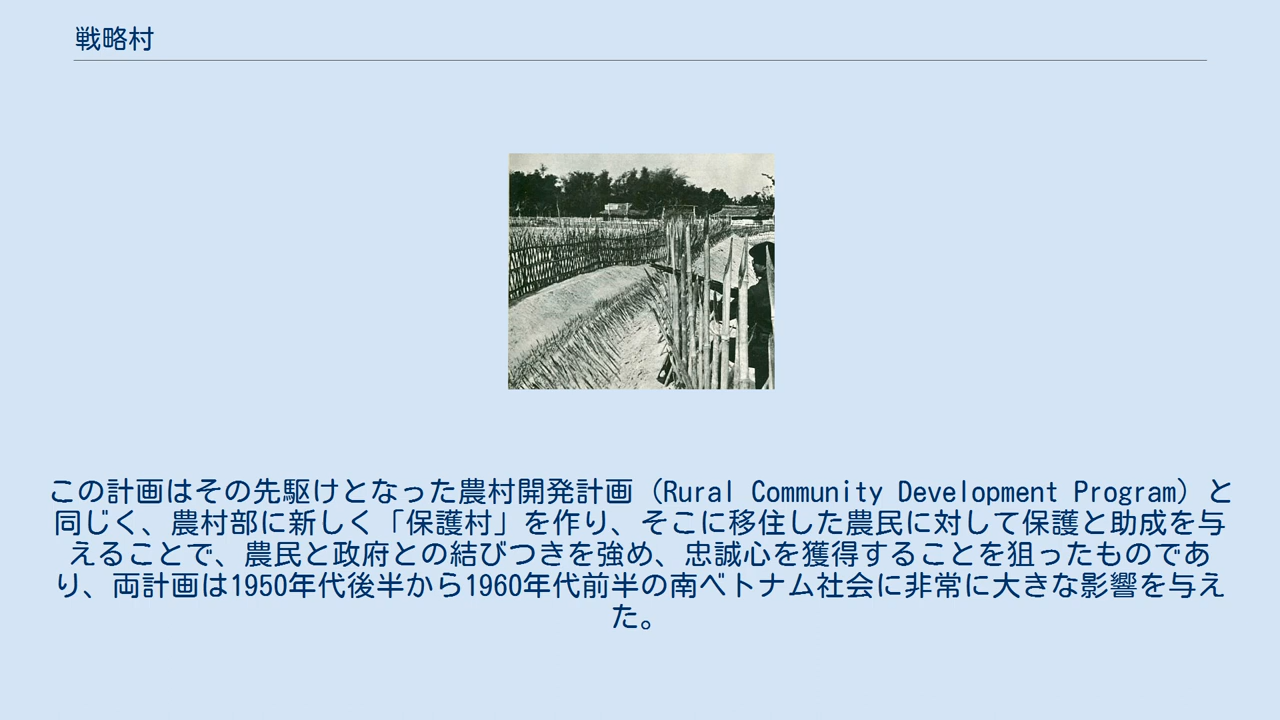 戦略村
この計画はその先駆けとなった農村開発計画（Rural Community Development Program）と
同じく、農村部に新しく「保護村」を作り、そこに移住した農民に対して保護と助成を与
えることで、農民と政府との結びつきを強め、忠誠心を獲得することを狙ったものであ
り、両計画は1950年代後半から1960年代前半の南ベトナム社会に非常に大きな影響を与え
た。